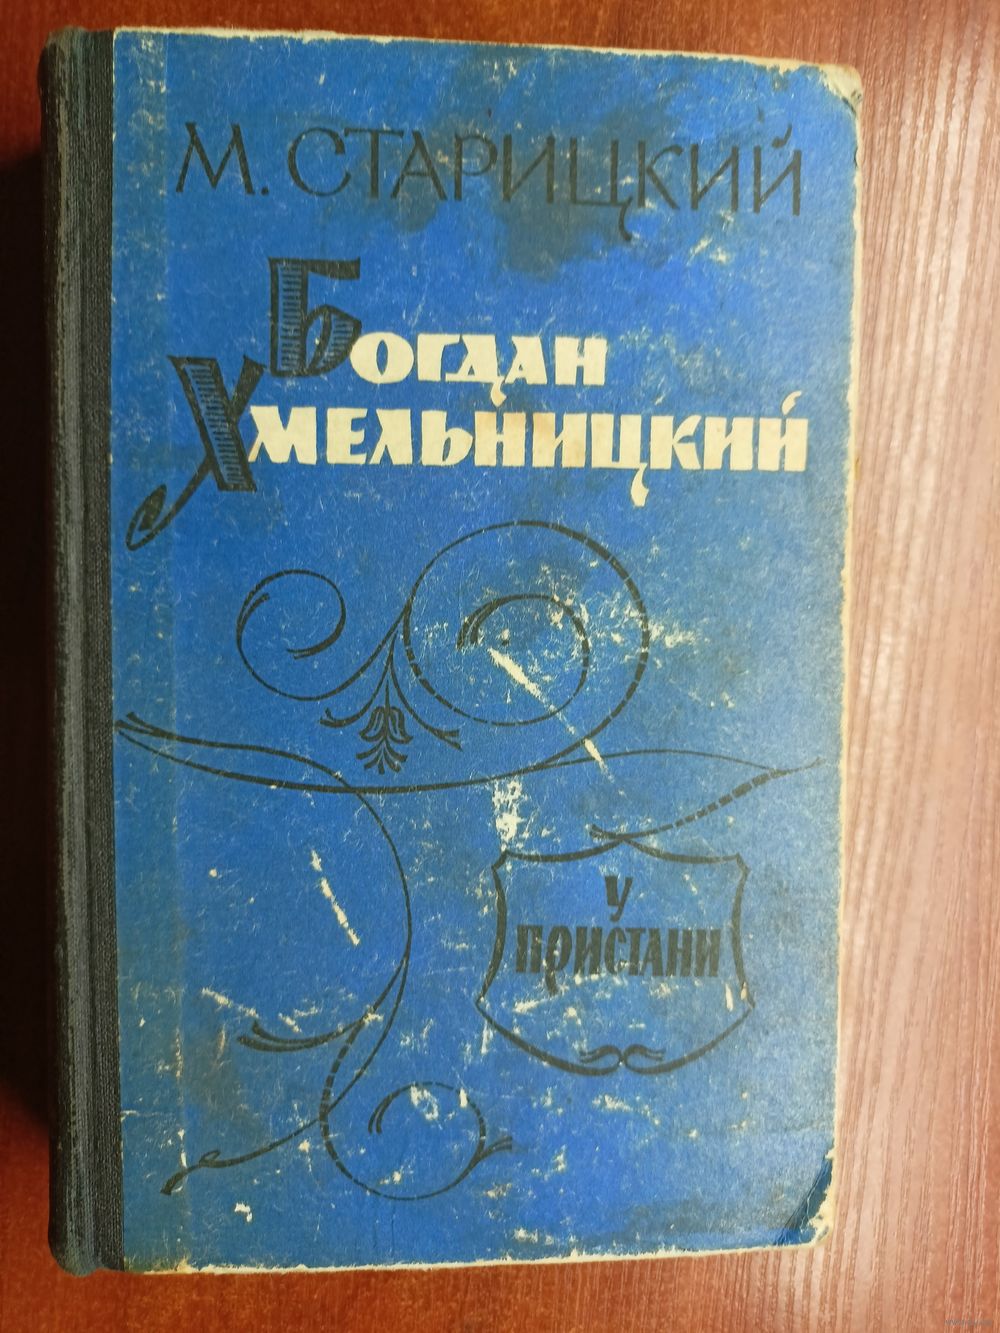 М. СТАРИЦКИЙ
БОГДАН
ХМЕЛЬНИЦКИЙ
У
ПРИСТАНИ